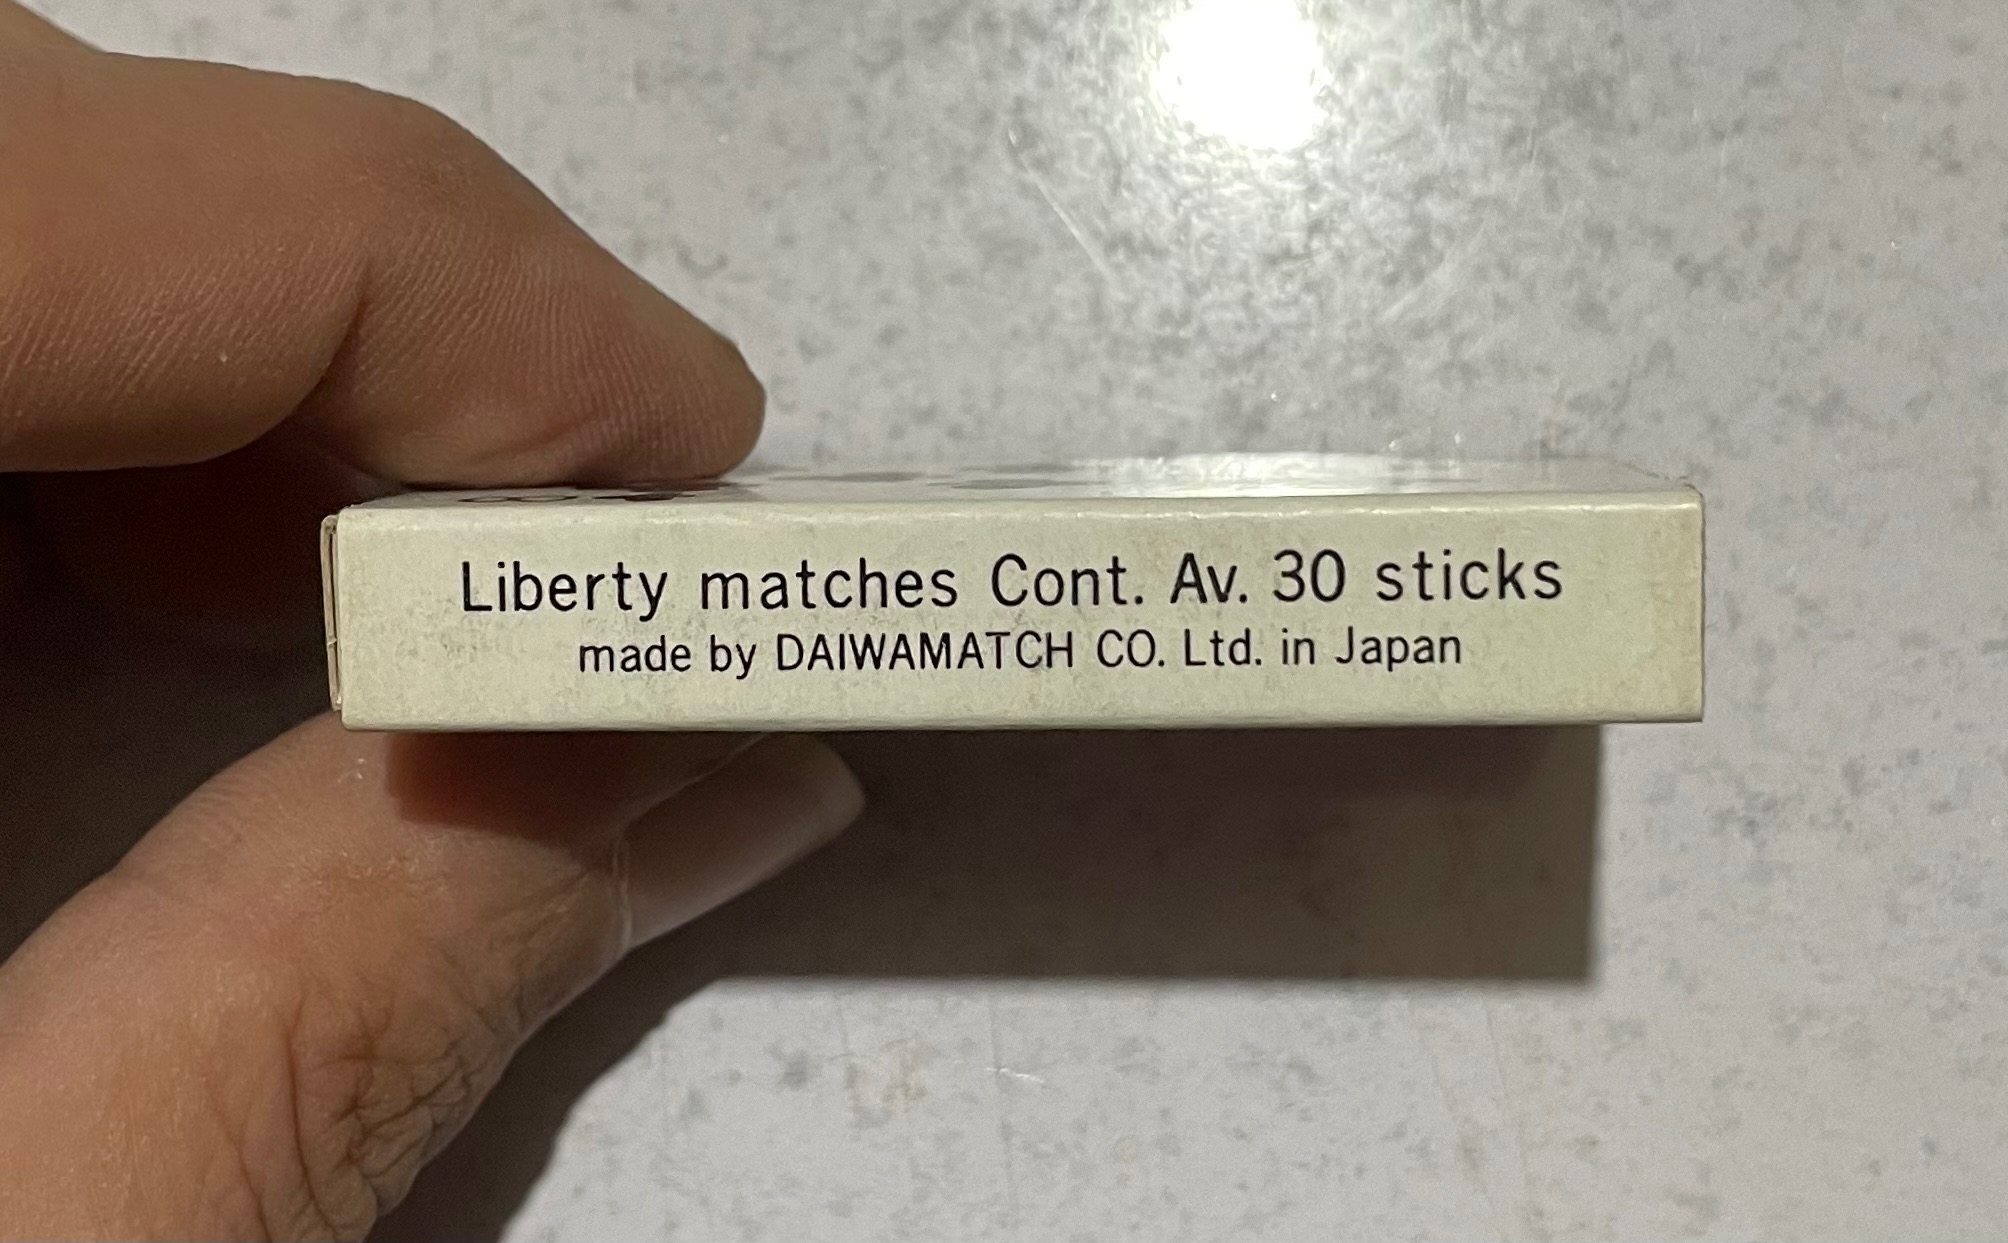 Liberty matches Cont. Av. 30 sticks
made by DAIWAMATCH CO. Ltd. in Japan